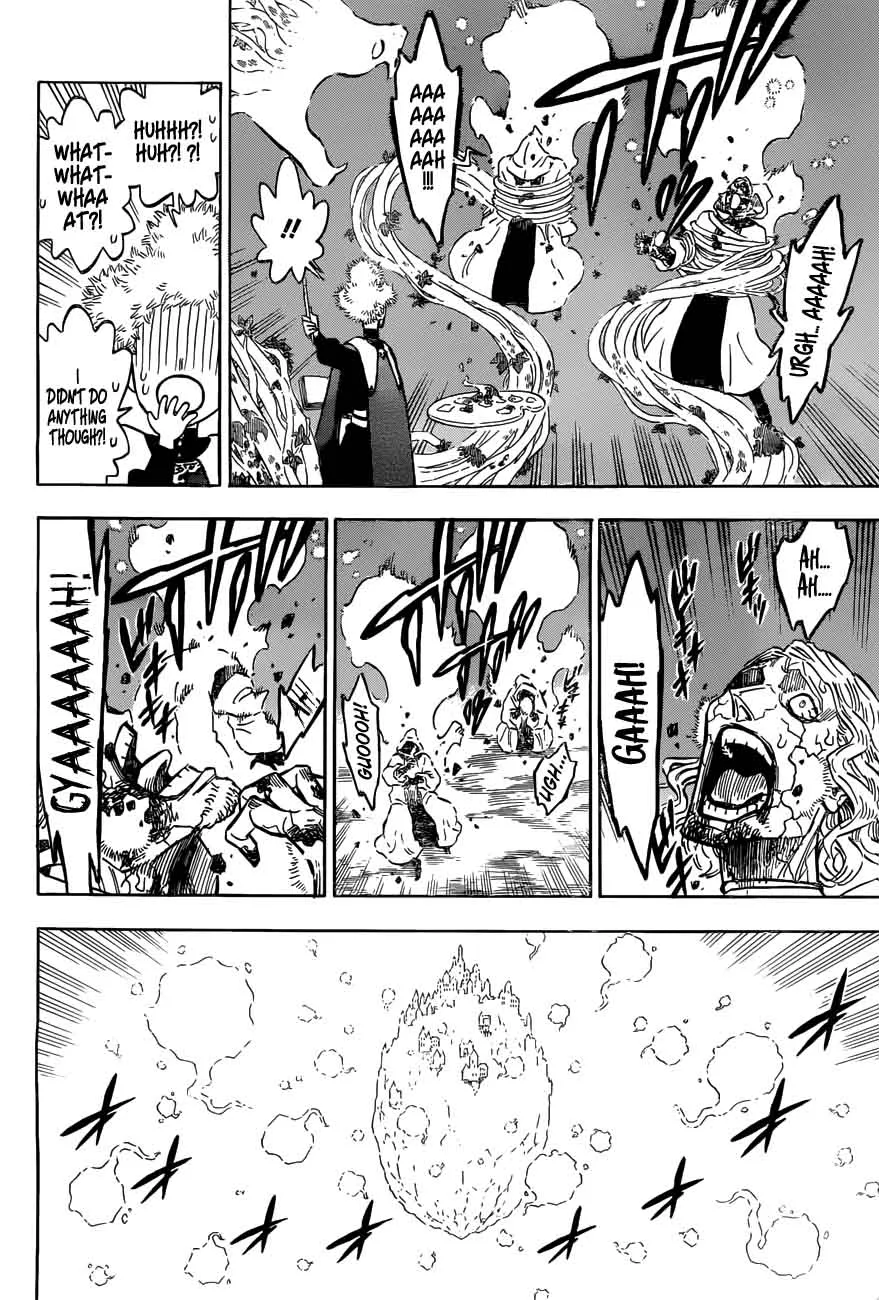 URGH... AAAAAH!
AAA
AAA
AAA
AAH
!!!
!!
HUHHH?!
HUH?! ?!
WHAT-
WHAT-
WHAA
AT?!
I
DIDN'T DO
ANYTHING
THOUGH?!
AH...
AH....
GAAAH!
UGH...
GUOOOH!
AH
GYAAAAAAAH!